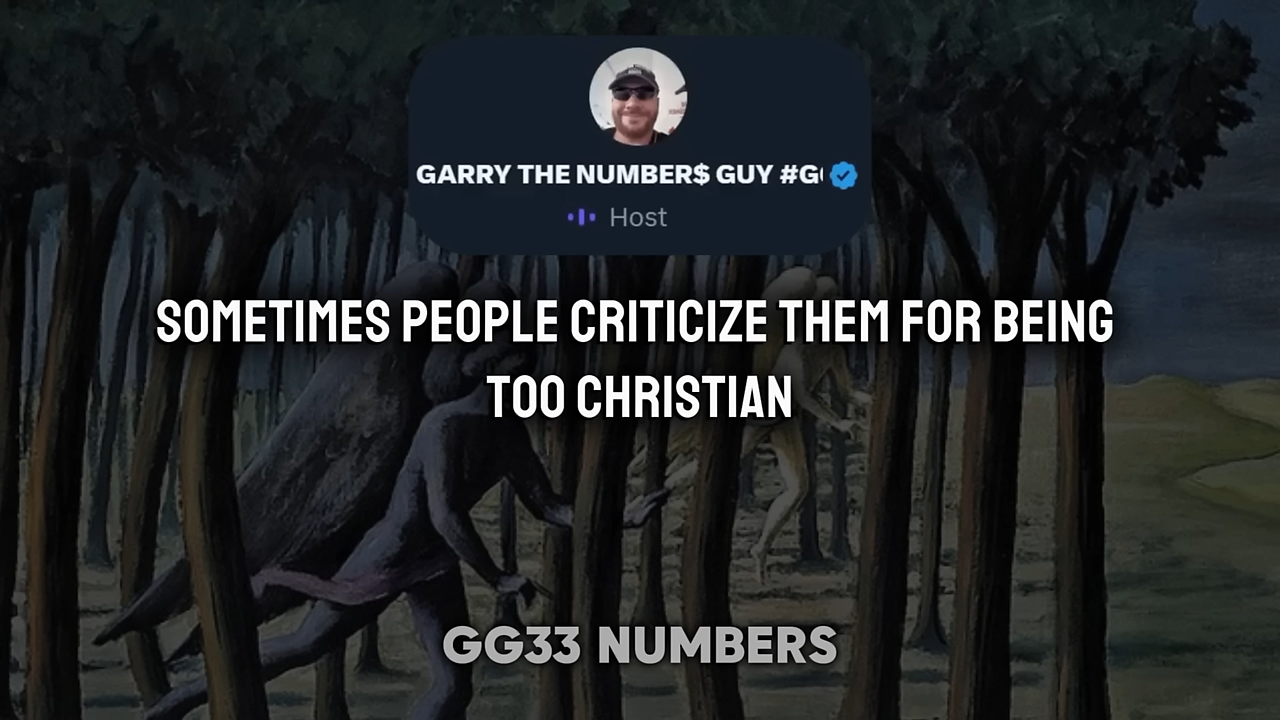 GARRY THE NUMBER$ GUY #G
Host
SOMETIMES PEOPLE CRITICIZE THEM FOR BEING
TOO CHRISTIAN
GG33 NUMBERS